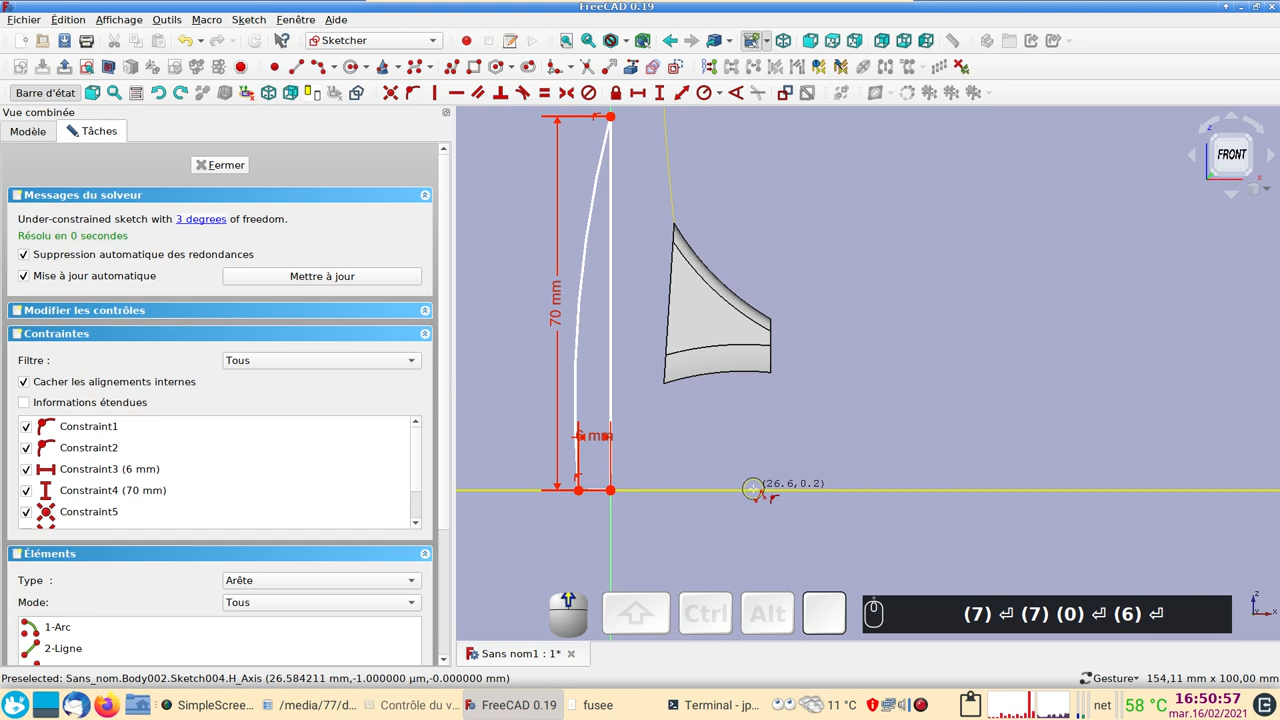 FreeCAD 0.19
Fichier Édition Affichage Outils Macro Sketch Fenêtre Aide
Sketcher
Barre d'état
Vue combinée
Modèle Tâches
Fermer
Messages du solveur
Under-constrained sketch with 3 degrees of freedom.
Résolu en 0 secondes
Suppression automatique des redondances
Mise à jour automatique Mettre à jour
Modifier les contrôles
Contraintes
Filtre : Tous
Cacher les alignements internes
Informations étendues
Constraint1
Constraint2
Constraint3 (6 mm)
Constraint4 (70 mm)
Constraint5
Éléments
Type : Arête
Mode: Tous
1-Arc
2-Ligne
70 mm
6 mm
(26.6,0.2)
FRONT
z
x
Ctrl Alt
(7) ⏎ (7) (0) ⏎ (6) ⏎
z
x
Sans nom1 : 1*
Preselected: Sans_nom.Body002.Sketch004.H_Axis (26.584211 mm,-1.000000 µm,-0.000000 mm) Gesture 154,11 mm x 100,00 mm
SimpleScree... /media/77/d... Contrôle du v... FreeCAD 0.19 fusee Terminal - jp... 11 °C net 58 °C 16:50:57
mar.16/02/2021